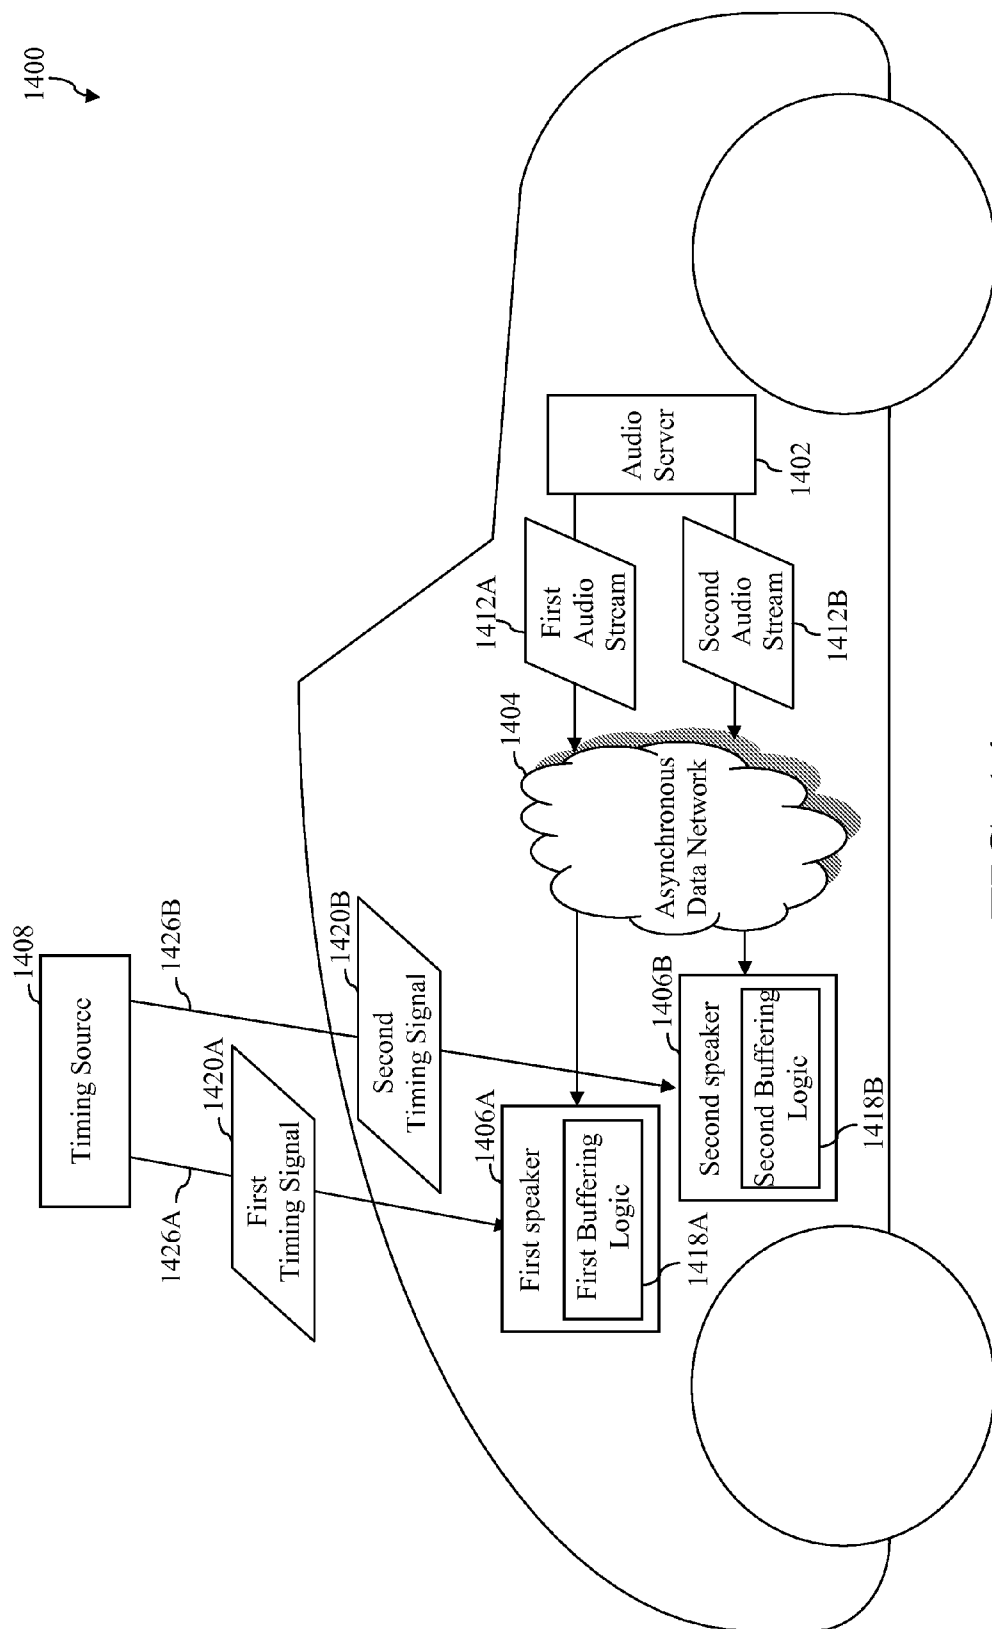 1400
1408
Timing Source
1426A
1426B
1420A
First
Timing Signal
1420B
Second
Timing Signal
1406A
First speaker
First Buffering
Logic
1418A
1406B
Second speaker
Second Buffering
Logic
1418B
1404
Asynchronous
Data Network
1412A
First
Audio
Stream
Second
Audio
Stream
1412B
Audio
Server
1402